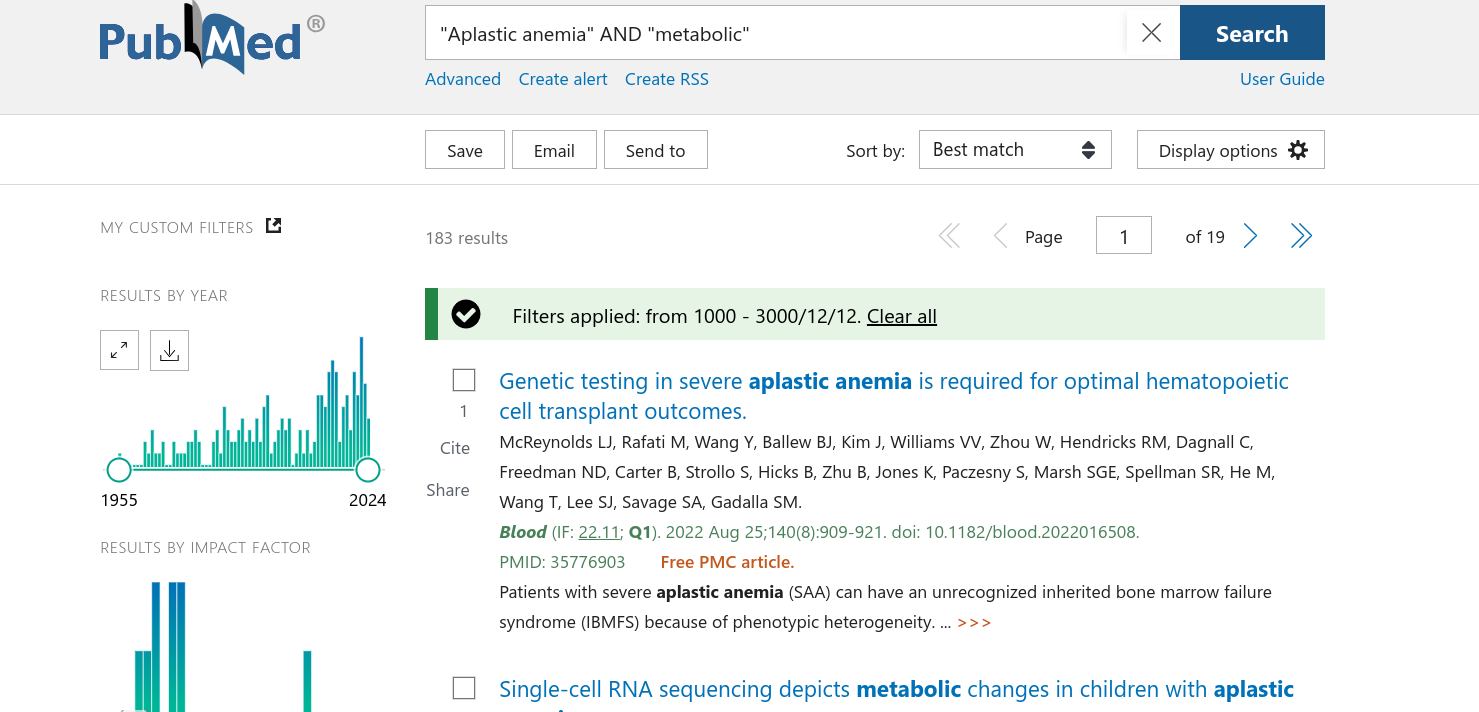 PubMed®
"Aplastic anemia" AND "metabolic"
Search
Advanced Create alert Create RSS
User Guide
Save Email Send to
Sort by: Best match
Display options
MY CUSTOM FILTERS
183 results
Page 1 of 19
RESULTS BY YEAR
Filters applied: from 1000 - 3000/12/12. Clear all
1955 2024
RESULTS BY IMPACT FACTOR
1
Cite
Share
Genetic testing in severe aplastic anemia is required for optimal hematopoietic
cell transplant outcomes.
McReynolds LJ, Rafati M, Wang Y, Ballew BJ, Kim J, Williams VV, Zhou W, Hendricks RM, Dagnall C,
Freedman ND, Carter B, Strollo S, Hicks B, Zhu B, Jones K, Paczesny S, Marsh SGE, Spellman SR, He M,
Wang T, Lee SJ, Savage SA, Gadalla SM.
Blood (IF: 22.11; Q1). 2022 Aug 25;140(8):909-921. doi: 10.1182/blood.2022016508.
PMID: 35776903 Free PMC article.
Patients with severe aplastic anemia (SAA) can have an unrecognized inherited bone marrow failure
syndrome (IBMFS) because of phenotypic heterogeneity. ... >>>
Single-cell RNA sequencing depicts metabolic changes in children with aplastic